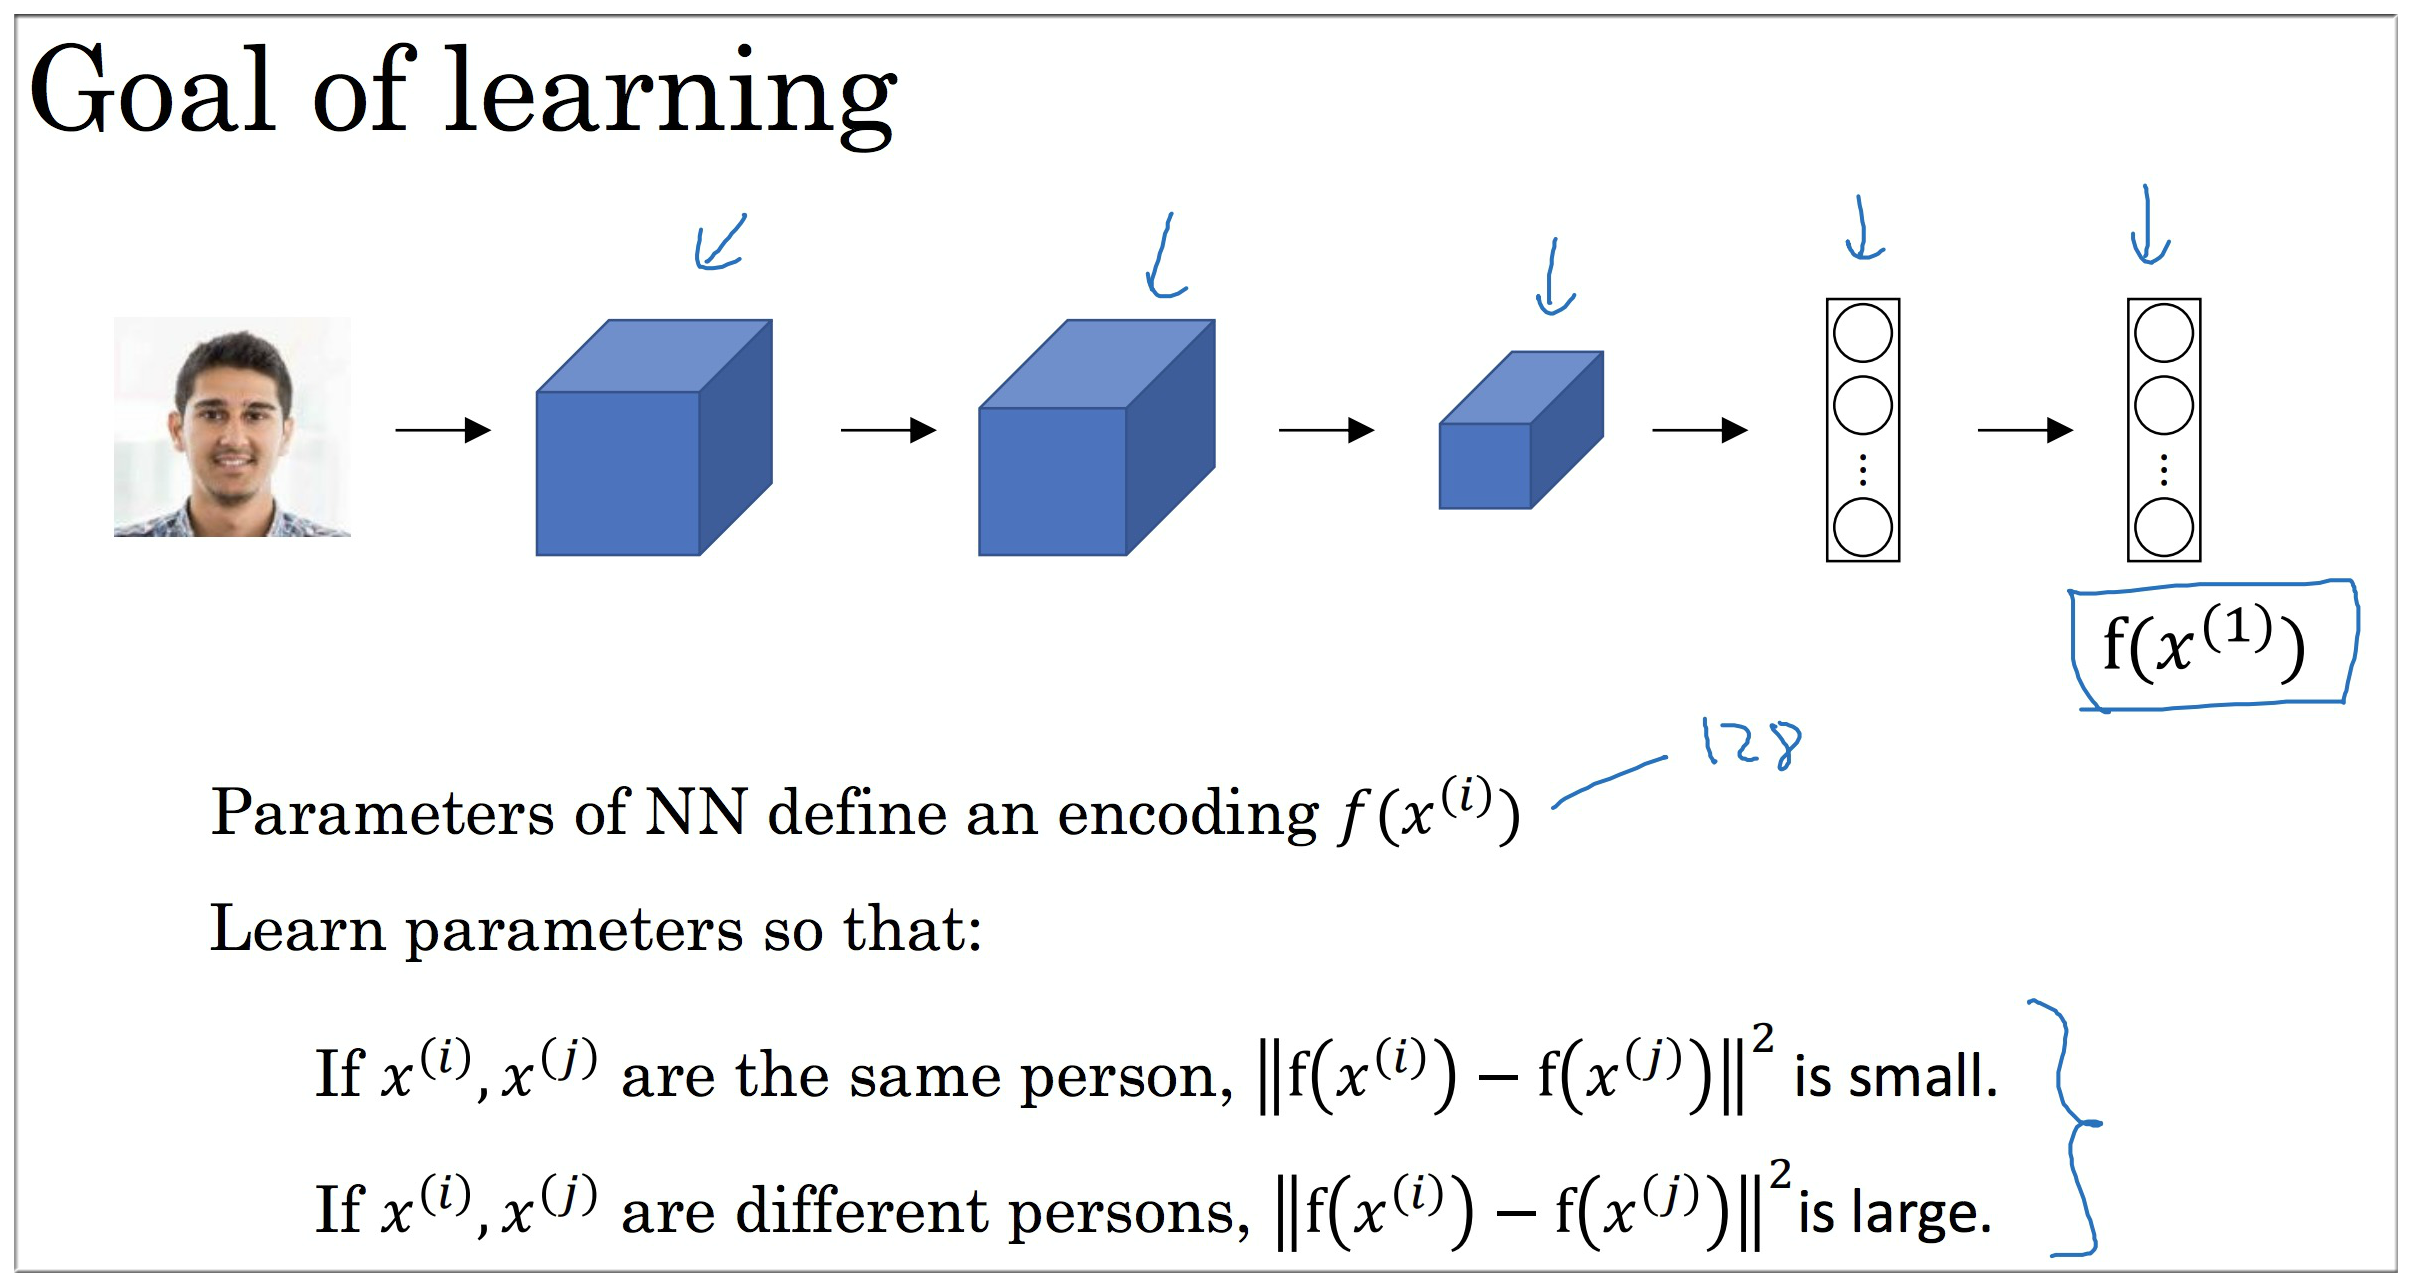 Goal of learning
f(x⁽¹⁾)
128
Parameters of NN define an encoding f(x⁽ⁱ⁾)
Learn parameters so that:
If x⁽ⁱ⁾, x⁽ʲ⁾ are the same person, ‖f(x⁽ⁱ⁾) − f(x⁽ʲ⁾)‖² is small.
If x⁽ⁱ⁾, x⁽ʲ⁾ are different persons, ‖f(x⁽ⁱ⁾) − f(x⁽ʲ⁾)‖² is large.